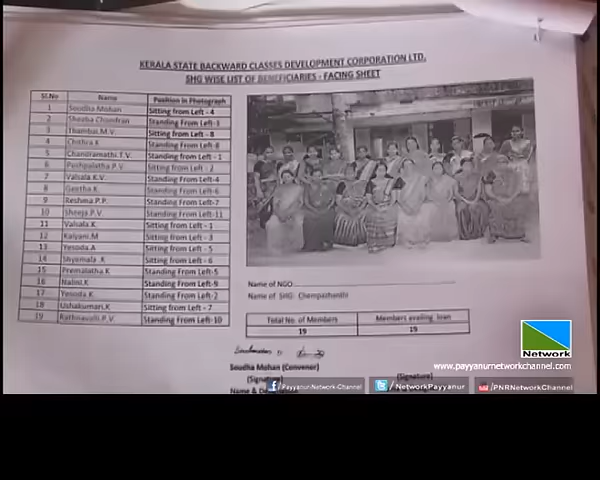 KERALA STATE BACKWARD CLASSES DEVELOPMENT CORPORATION LTD.
SHG WISE LIST OF BENEFICIARIES - FACING SHEET
Sl.No Name Position in Photograph
1 Soudha Mohan Sitting from Left - 4
2 Sheeba Chandran Standing From Left-3
3 Thambai.M.V. Sitting from Left - 8
4 Chithra.K Standing From Left-8
5 Chandramathi.T.V. Standing From Left - 1
6 Pushpalatha.P.V Sitting from Left - 2
7 Valsala.K.V Standing From Left-4
8 Geetha.K. Standing From Left-6
9 Reshma.P.P. Standing From Left-7
10 Sheeja.P.V Standing From Left-11
11 Valsala.K. Sitting from Left - 1
12 Kalyani.M Sitting from Left - 3
13 Yesoda.A Sitting from Left - 5
14 Shyamala .K Sitting from Left - 6
15 Premalatha.K Standing From Left-5
16 Nalini.K Standing From Left-9
17 Yesoda.K Standing From Left-2
18 Ushakumari.K Sitting from Left - 7
19 Rathnavalli.P.V. Standing From Left-10
Name of NGO
Name of SHG: Chempakanthi
Total No. of Members Members availing loan
19 19
Soudha Mohan (Convenor)
(Signature) (Signature)
Name &
Network
www.payyanurnetworkchannel.com
Payyanur Network Channel NetworkPayyanur /PNRNetworkChannel